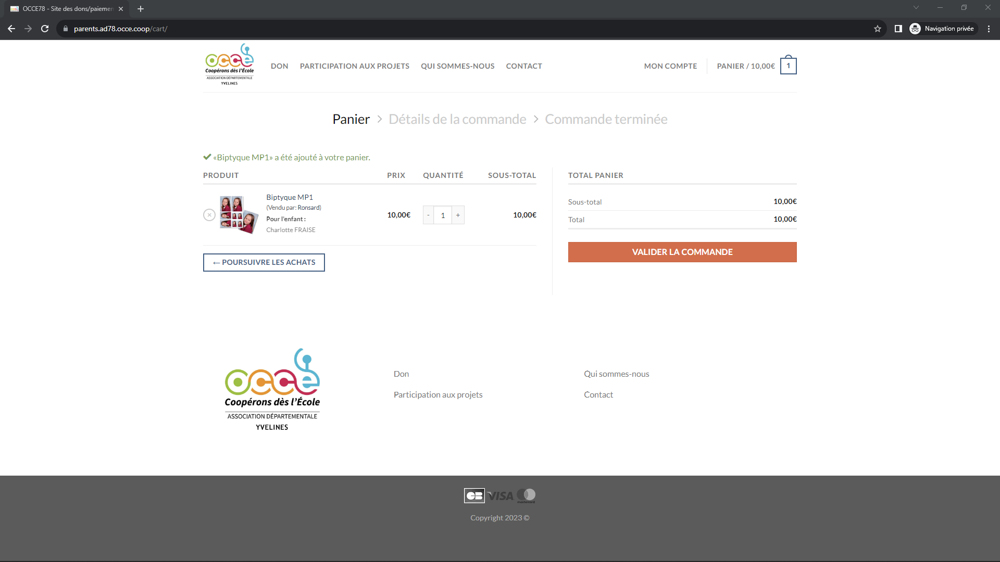 OCCE78 - Site des dons/paiemen
parents.ad78.occe.coop/cart/
Navigation privée
occe
Coopérons dès l'École
ASSOCIATION DÉPARTEMENTALE
YVELINES
DON
PARTICIPATION AUX PROJETS
QUI SOMMES-NOUS
CONTACT
MON COMPTE
PANIER / 10,00€
1
Panier > Détails de la commande > Commande terminée
«Biptyque MP1» a été ajouté à votre panier.
PRODUIT PRIX QUANTITÉ SOUS-TOTAL
Biptyque MP1
(Vendu par: Ronsard)
Pour l'enfant :
Charlotte FRAISE
10,00€ - 1 + 10,00€
← POURSUIVRE LES ACHATS
TOTAL PANIER
Sous-total 10,00€
Total 10,00€
VALIDER LA COMMANDE
occe
Coopérons dès l'École
ASSOCIATION DÉPARTEMENTALE
YVELINES
Don
Participation aux projets
Qui sommes-nous
Contact
CB VISA mastercard
Copyright 2023 ©